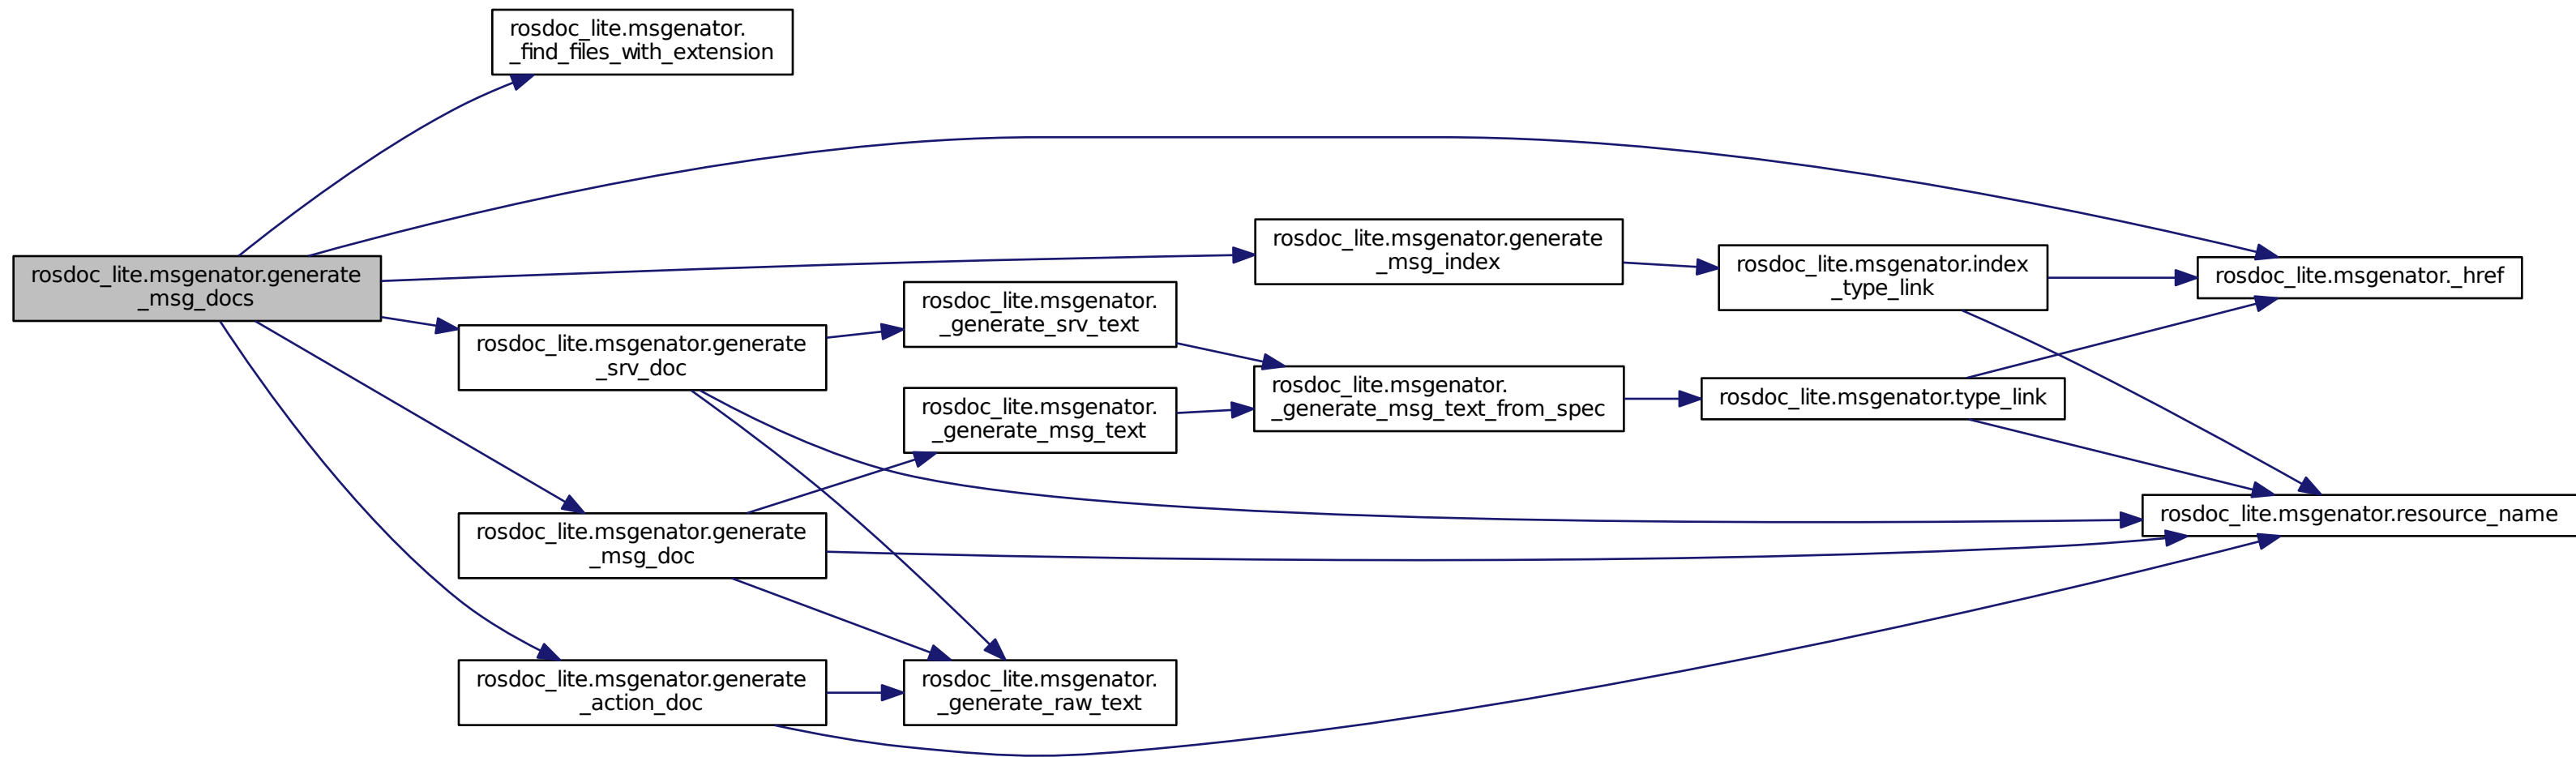 rosdoc_lite.msgenator.
_find_files_with_extension
rosdoc_lite.msgenator.generate
_msg_docs
rosdoc_lite.msgenator.generate
_msg_index
rosdoc_lite.msgenator.index
_type_link
rosdoc_lite.msgenator._href
rosdoc_lite.msgenator.generate
_srv_doc
rosdoc_lite.msgenator.
_generate_srv_text
rosdoc_lite.msgenator.
_generate_msg_text
rosdoc_lite.msgenator.
_generate_msg_text_from_spec
rosdoc_lite.msgenator.type_link
rosdoc_lite.msgenator.generate
_msg_doc
rosdoc_lite.msgenator.resource_name
rosdoc_lite.msgenator.generate
_action_doc
rosdoc_lite.msgenator.
_generate_raw_text